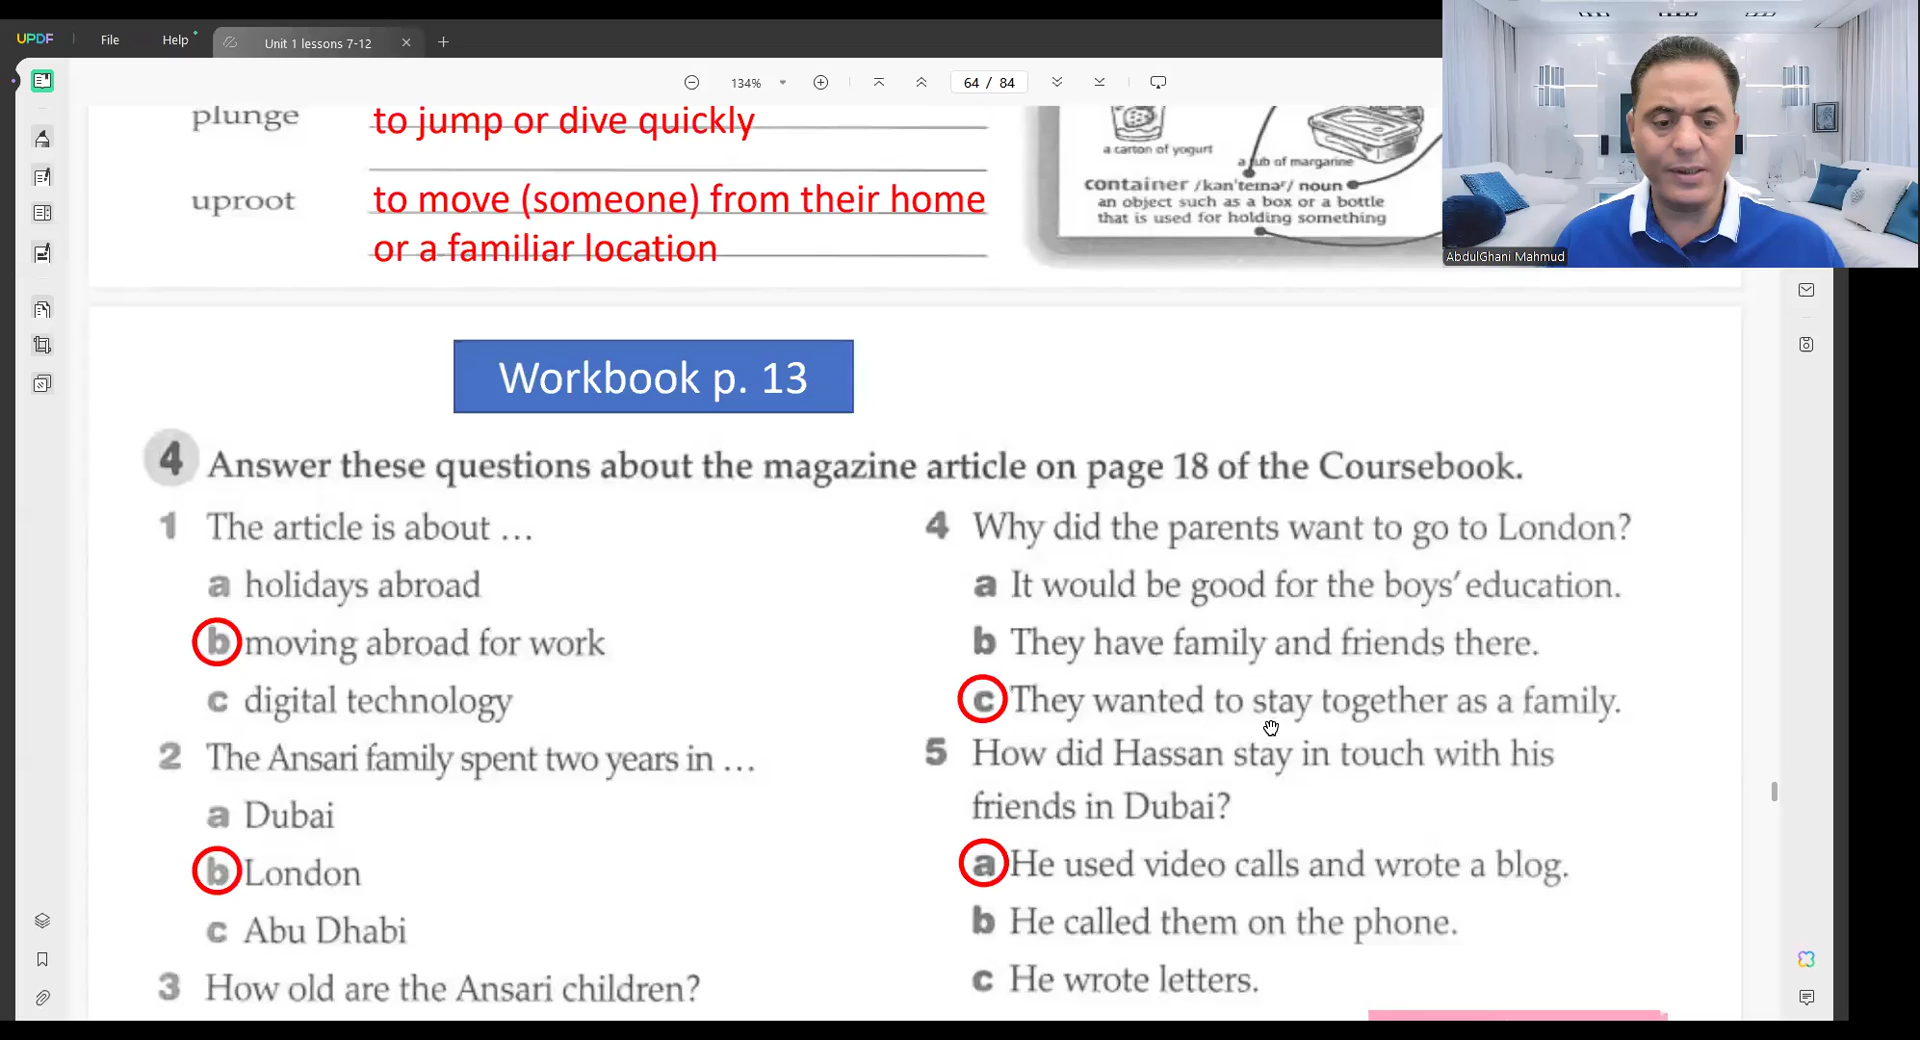 UPDF
File
Help
Unit 1 lessons 7-12
134%
64 / 84
plunge
to jump or dive quickly
uproot
to move (someone) from their home
or a familiar location
a carton of yogurt
a tub of margarine
container /kən'teɪnəʳ/ noun
an object such as a box or a bottle
that is used for holding something
AbdulGhani Mahmud
Workbook p. 13
4 Answer these questions about the magazine article on page 18 of the Coursebook.
1 The article is about ...
a holidays abroad
b moving abroad for work
c digital technology
2 The Ansari family spent two years in ...
a Dubai
b London
c Abu Dhabi
3 How old are the Ansari children?
4 Why did the parents want to go to London?
a It would be good for the boys' education.
b They have family and friends there.
c They wanted to stay together as a family.
5 How did Hassan stay in touch with his
friends in Dubai?
a He used video calls and wrote a blog.
b He called them on the phone.
c He wrote letters.